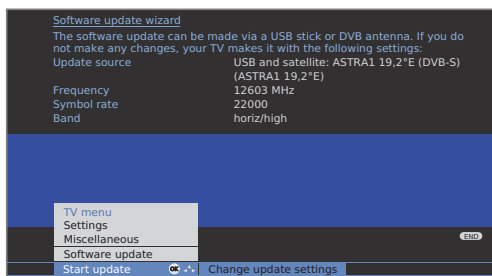 Software update wizard
The software update can be made via a USB stick or DVB antenna. If you do
not make any changes, your TV makes it with the following settings:
Update source USB and satellite: ASTRA1 19,2°E (DVB-S)
(ASTRA1 19,2°E)
Frequency 12603 MHz
Symbol rate 22000
Band horiz/high
TV menu
Settings
Miscellaneous
END
Software update
Start update OK Change update settings